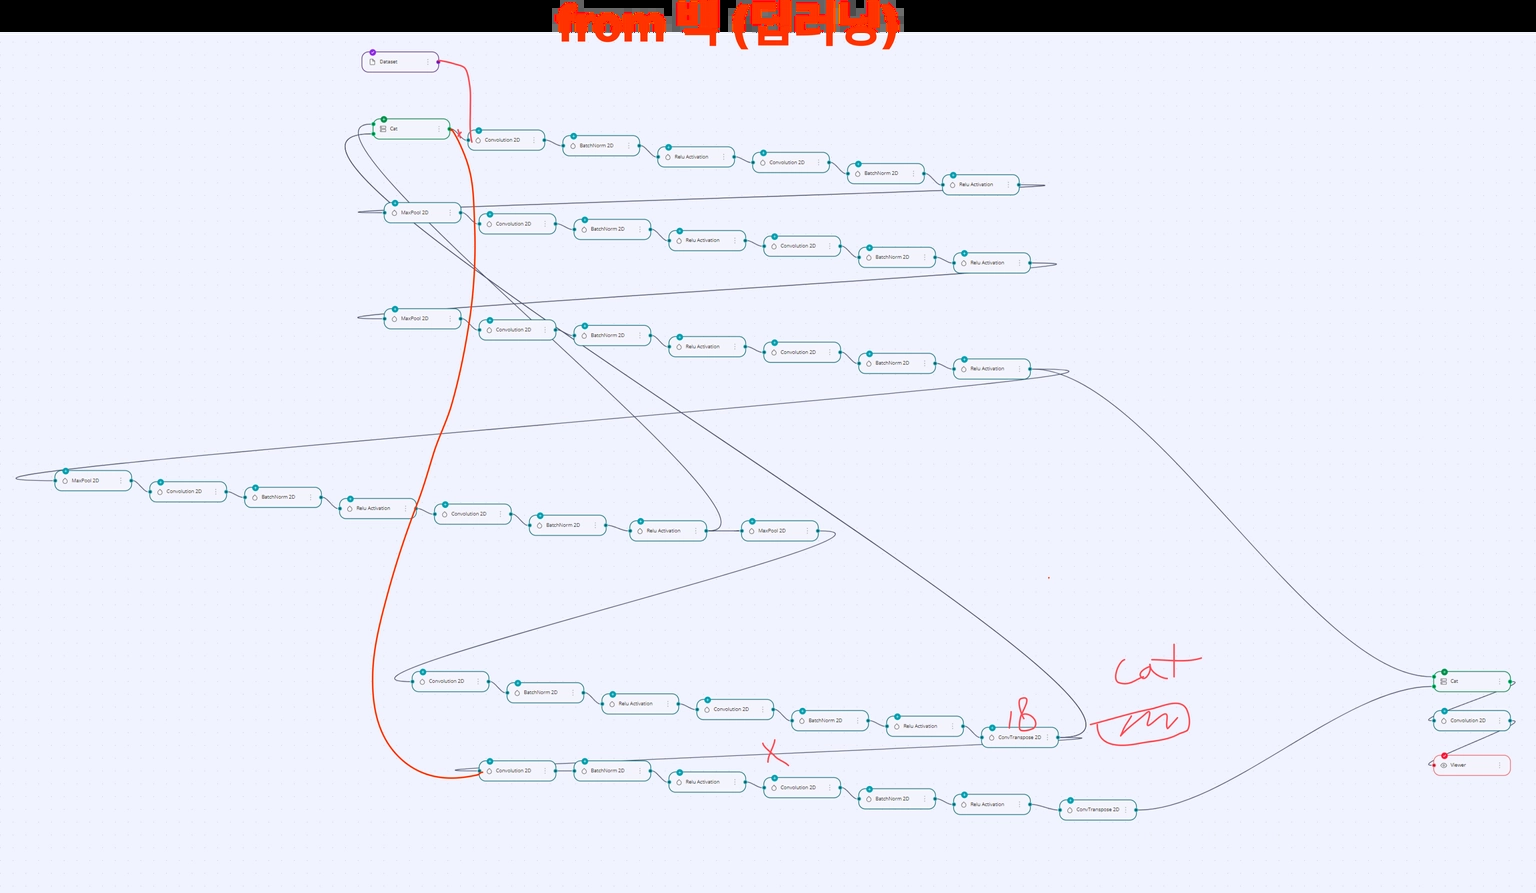 from 백 (딥러닝)
Dataset
Cat
Convolution 2D
BatchNorm 2D
Relu Activation
Convolution 2D
BatchNorm 2D
Relu Activation
MaxPool 2D
Convolution 2D
BatchNorm 2D
Relu Activation
Convolution 2D
BatchNorm 2D
Relu Activation
MaxPool 2D
Convolution 2D
BatchNorm 2D
Relu Activation
Convolution 2D
BatchNorm 2D
Relu Activation
MaxPool 2D
Convolution 2D
BatchNorm 2D
Relu Activation
Convolution 2D
BatchNorm 2D
Relu Activation
MaxPool 2D
Convolution 2D
BatchNorm 2D
Relu Activation
Convolution 2D
BatchNorm 2D
Relu Activation
18
ConvTranspose 2D
cat
Cat
Convolution 2D
Viewer
x
Convolution 2D
BatchNorm 2D
Relu Activation
Convolution 2D
BatchNorm 2D
Relu Activation
ConvTranspose 2D